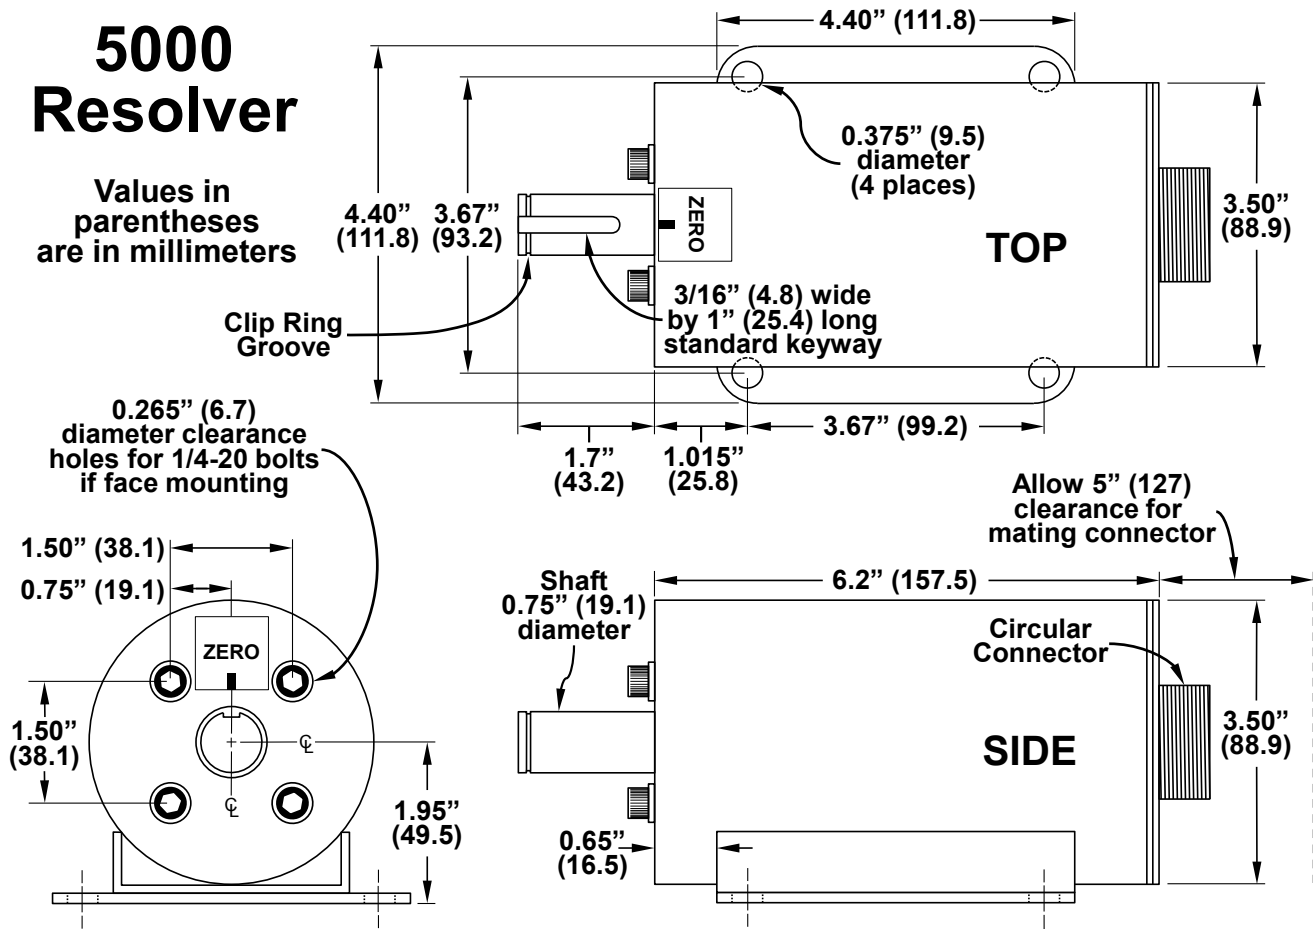 5000
Resolver
Values in
parentheses
are in millimeters
4.40” (111.8)
0.375” (9.5)
diameter
(4 places)
4.40”
(111.8)
3.67”
(93.2)
ZERO
TOP
3.50”
(88.9)
3/16” (4.8) wide
by 1” (25.4) long
standard keyway
Clip Ring
Groove
3.67” (99.2)
1.7”
(43.2)
1.015”
(25.8)
0.265” (6.7)
diameter clearance
holes for 1/4-20 bolts
if face mounting
Allow 5” (127)
clearance for
mating connector
1.50” (38.1)
0.75” (19.1)
ZERO
1.50”
(38.1)
℄
℄
1.95”
(49.5)
Shaft
0.75” (19.1)
diameter
6.2” (157.5)
Circular
Connector
SIDE
3.50”
(88.9)
0.65”
(16.5)